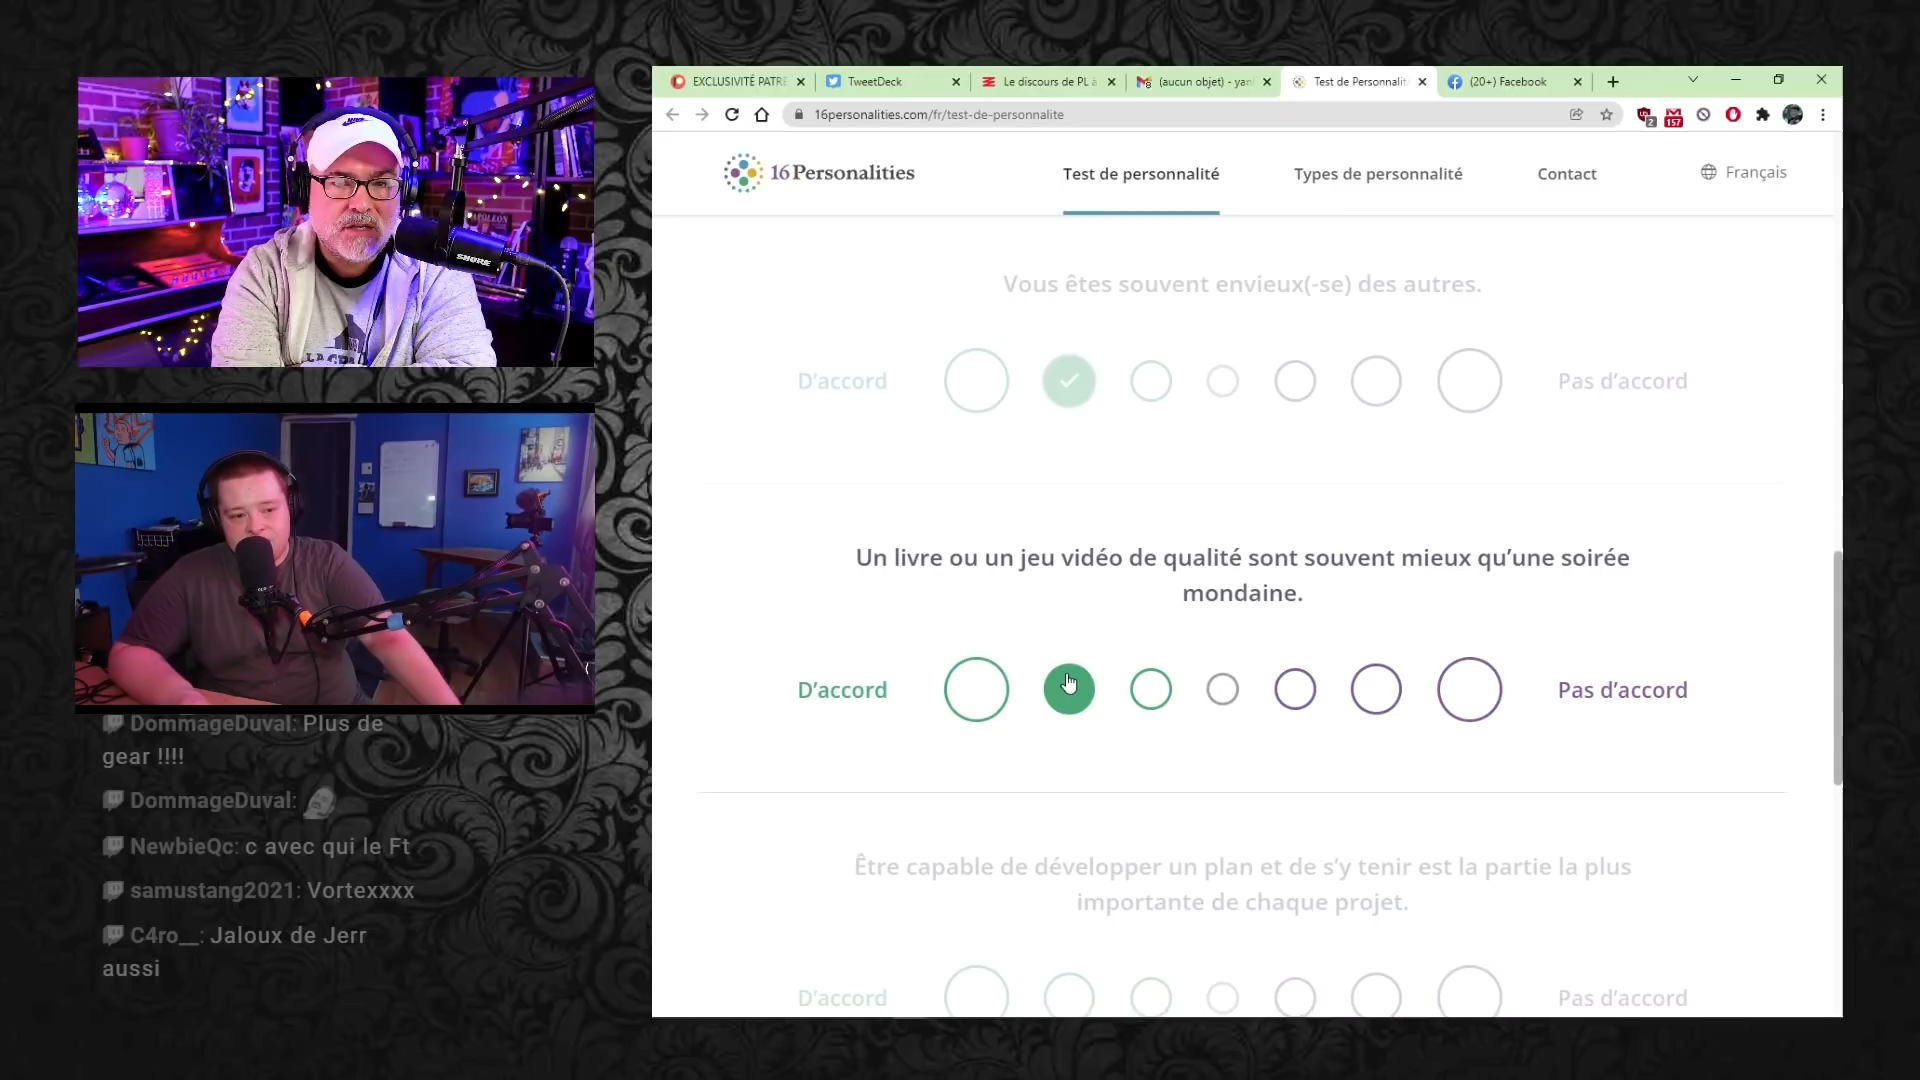 EXCLUSIVITÉ PATRE
TweetDeck
Le discours de PL à
(aucun objet) - yani
Test de Personnalit
(20+) Facebook
16personalities.com/fr/test-de-personnalite
2
157
16Personalities
Test de personnalité
Types de personnalité
Contact
Français
Vous êtes souvent envieux(-se) des autres.
D’accord
Pas d’accord
Un livre ou un jeu vidéo de qualité sont souvent mieux qu’une soirée
mondaine.
D’accord
Pas d’accord
Être capable de développer un plan et de s’y tenir est la partie la plus
importante de chaque projet.
D’accord
Pas d’accord
SHURE
DommageDuval: Plus de
gear !!!!
DommageDuval:
NewbieQc: c avec qui le Ft
samustang2021: Vortexxxx
C4ro__: Jaloux de Jerr
aussi